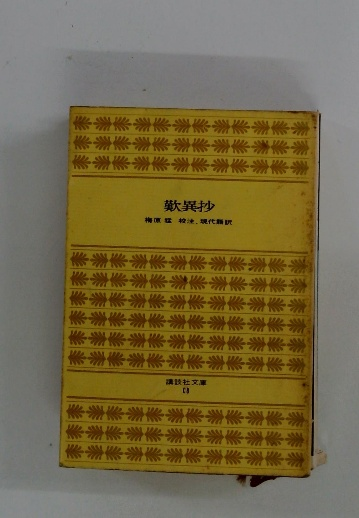 歎異抄
梅原 猛 校注、現代語訳
講談社文庫